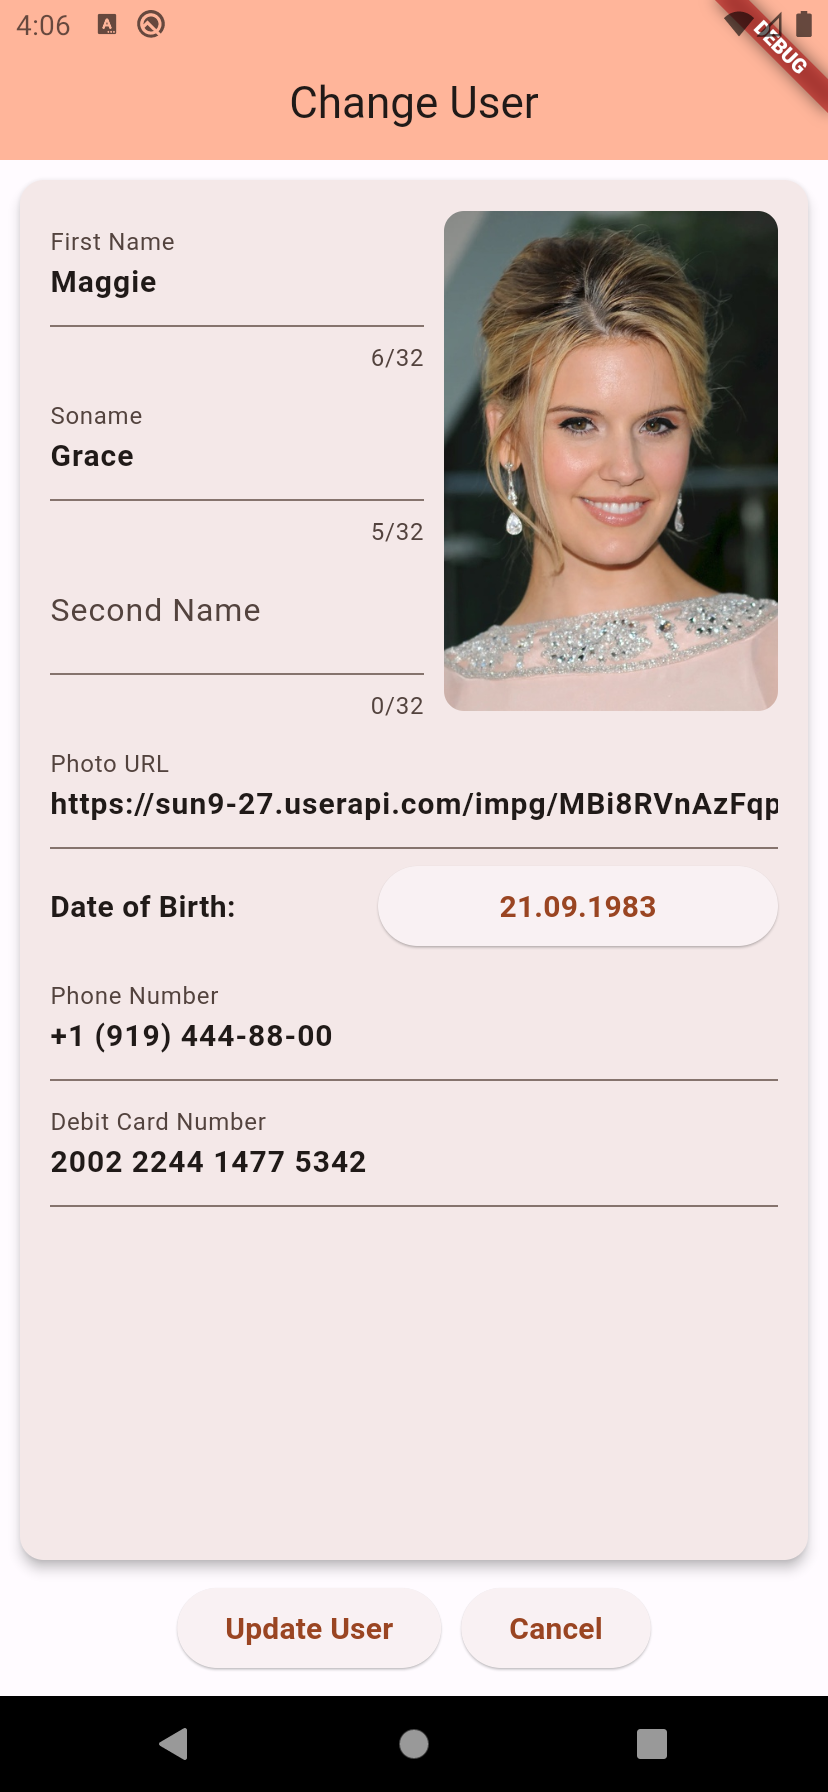 4:06
A
DEBUG
Change User
First Name
Maggie
6/32
Soname
Grace
5/32
Second Name
0/32
Photo URL
https://sun9-27.userapi.com/impg/MBi8RVnAzFqp
Date of Birth:
21.09.1983
Phone Number
+1 (919) 444-88-00
Debit Card Number
2002 2244 1477 5342
Update User
Cancel